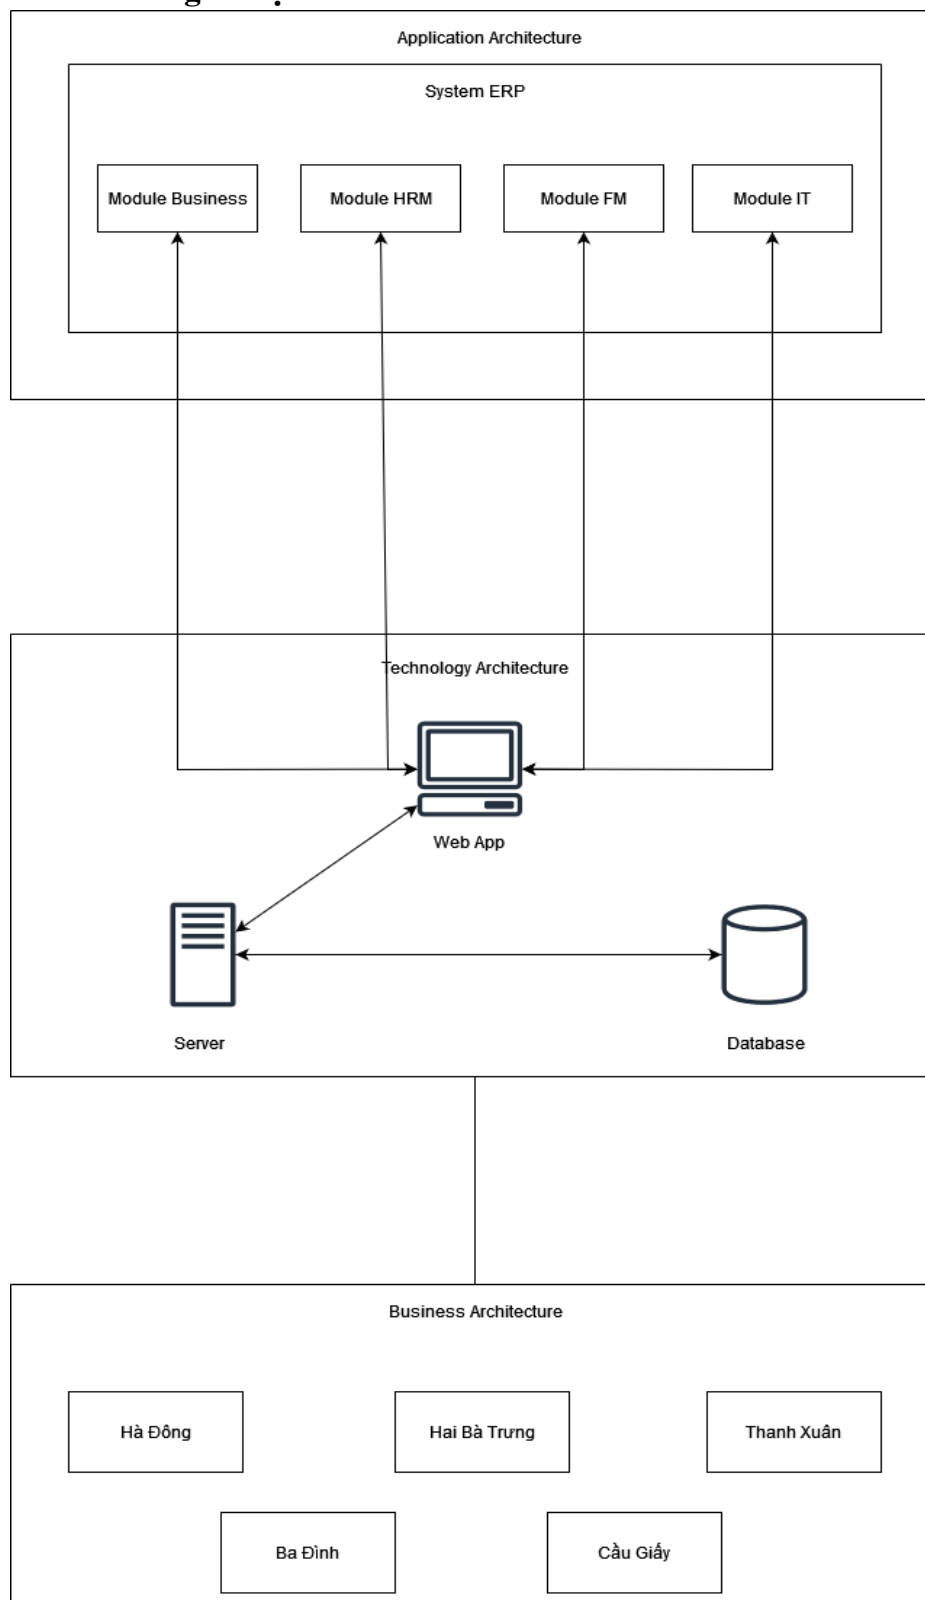 Application Architecture
System ERP
Module Business
Module HRM
Module FM
Module IT
Technology Architecture
Web App
Server
Database
Business Architecture
Hà Đông
Hai Bà Trưng
Thanh Xuân
Ba Đình
Cầu Giấy